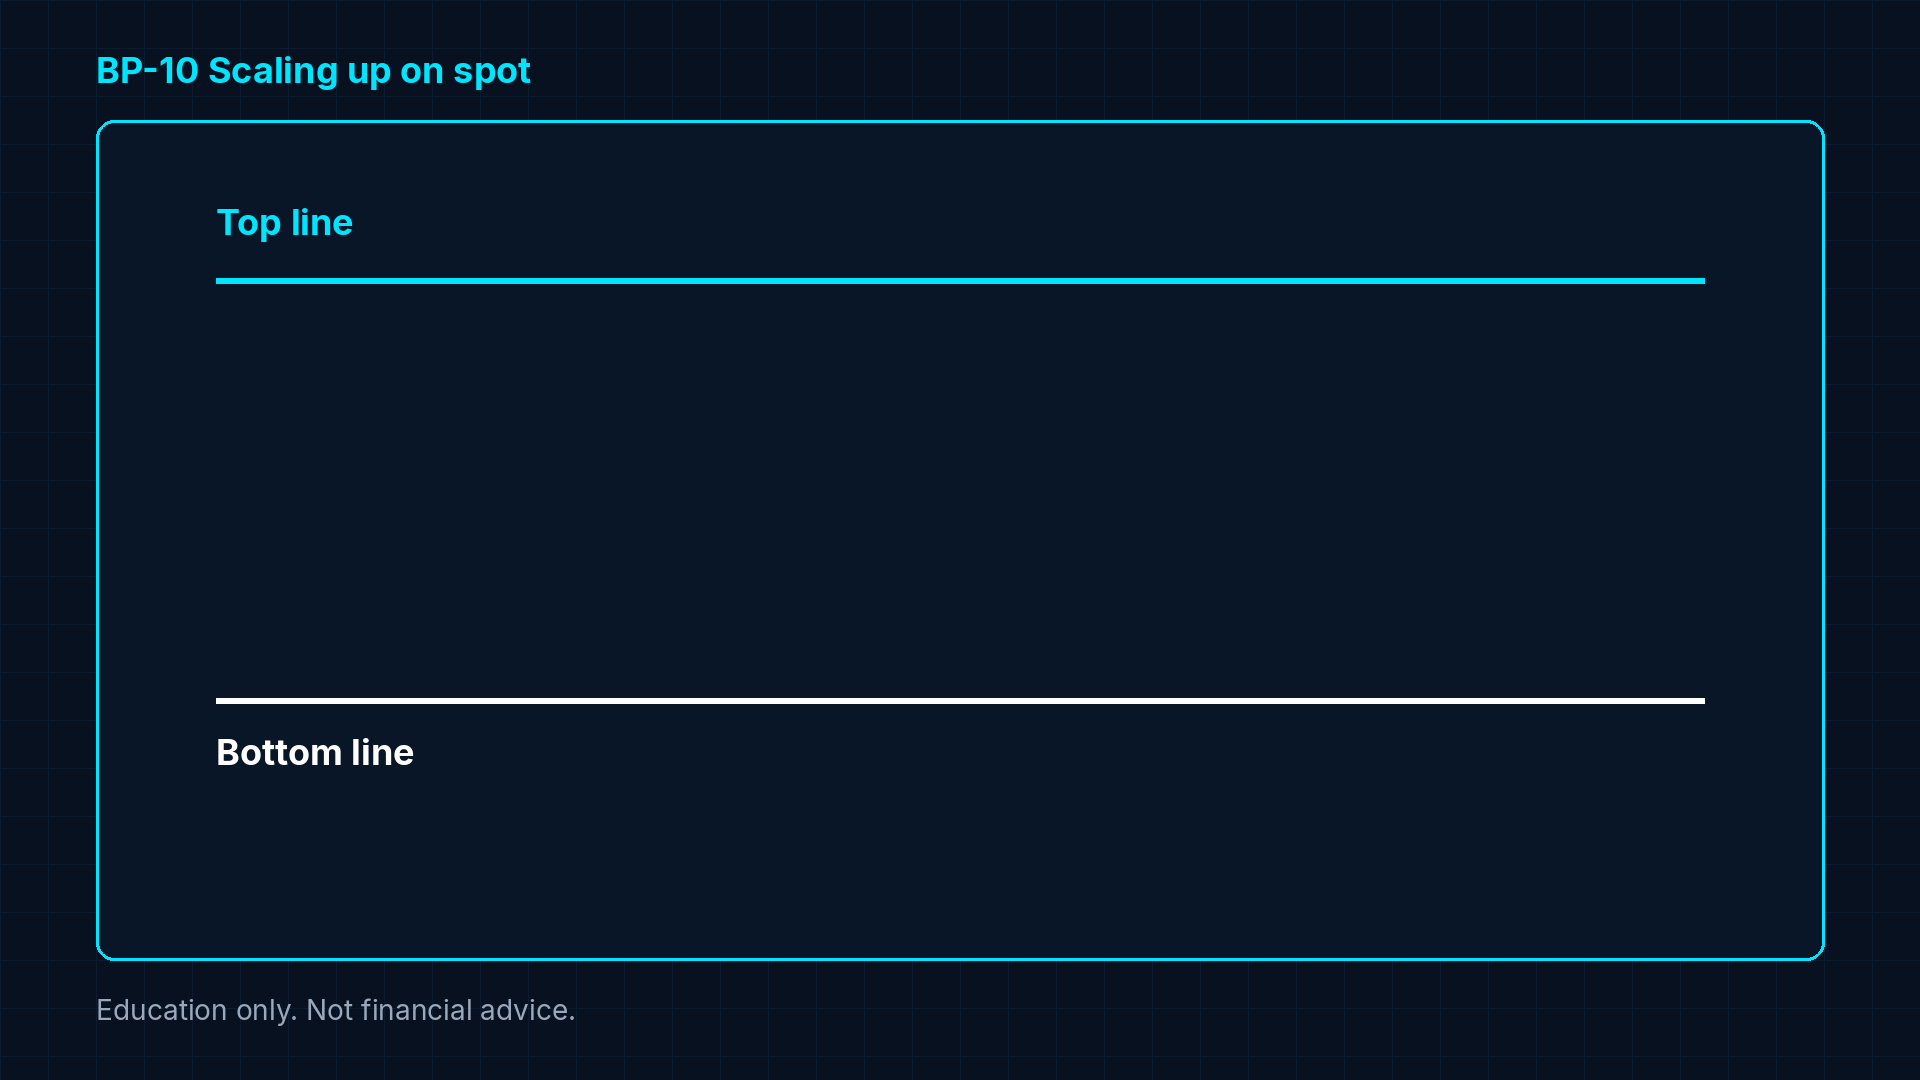 BP-10 Scaling up on spot
Top line
Bottom line
Education only. Not financial advice.